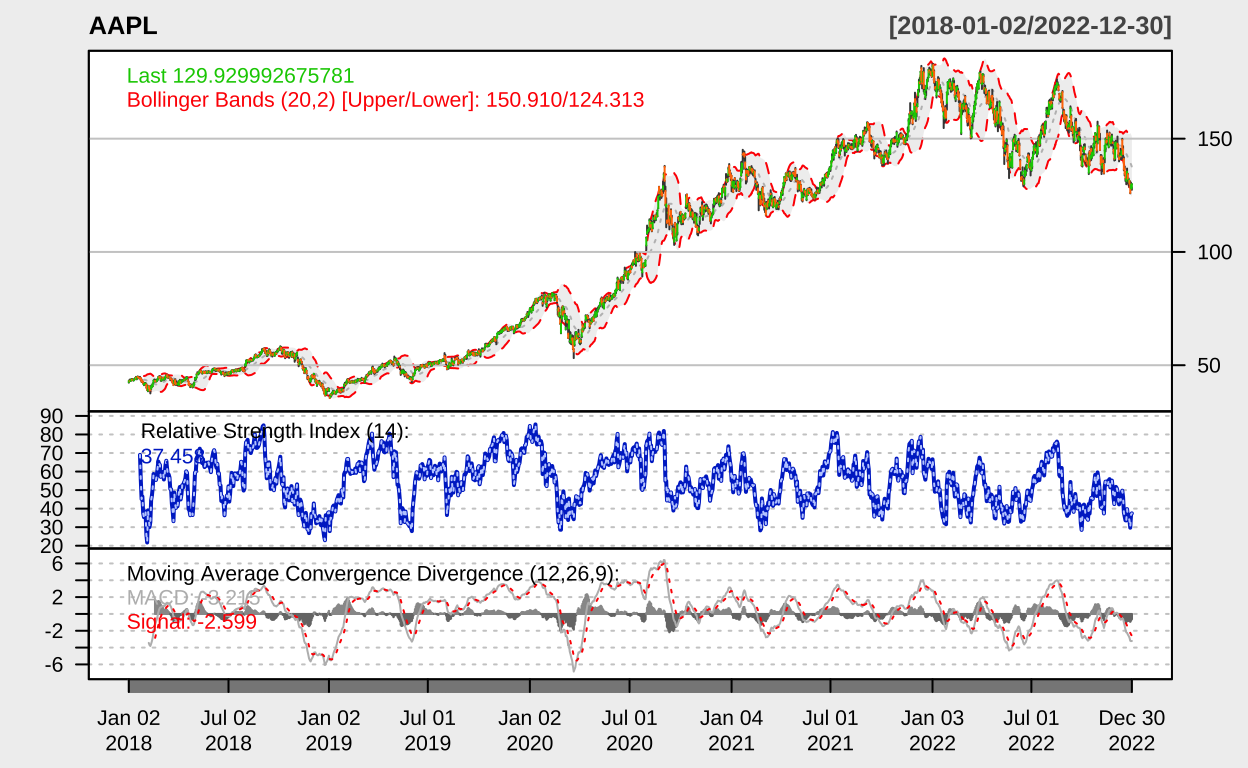 AAPL [2018-01-02/2022-12-30]
Last 129.929992675781
Bollinger Bands (20,2) [Upper/Lower]: 150.910/124.313
150
100
50
Relative Strength Index (14):
37.45
90
80
70
60
50
40
30
20
Moving Average Convergence Divergence (12,26,9):
MACD: -3.215
Signal: -2.599
6
2
-2
-6
Jan 02 Jul 02 Jan 02 Jul 01 Jan 02 Jul 01 Jan 04 Jul 01 Jan 03 Jul 01 Dec 30
2018 2018 2019 2019 2020 2020 2021 2021 2022 2022 2022